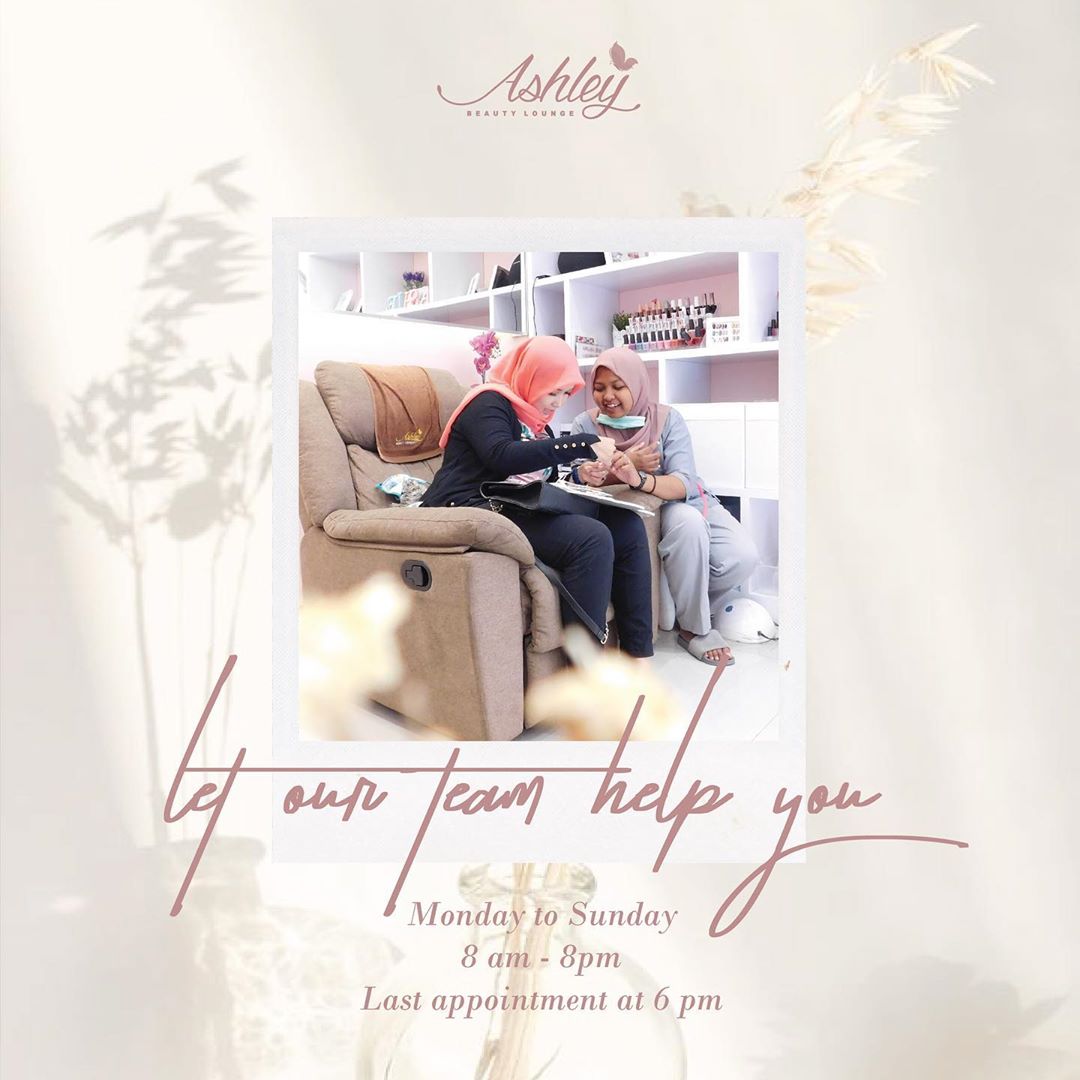 Ashley
BEAUTY LOUNGE
let our team help you
Monday to Sunday
8 am - 8pm
Last appointment at 6 pm